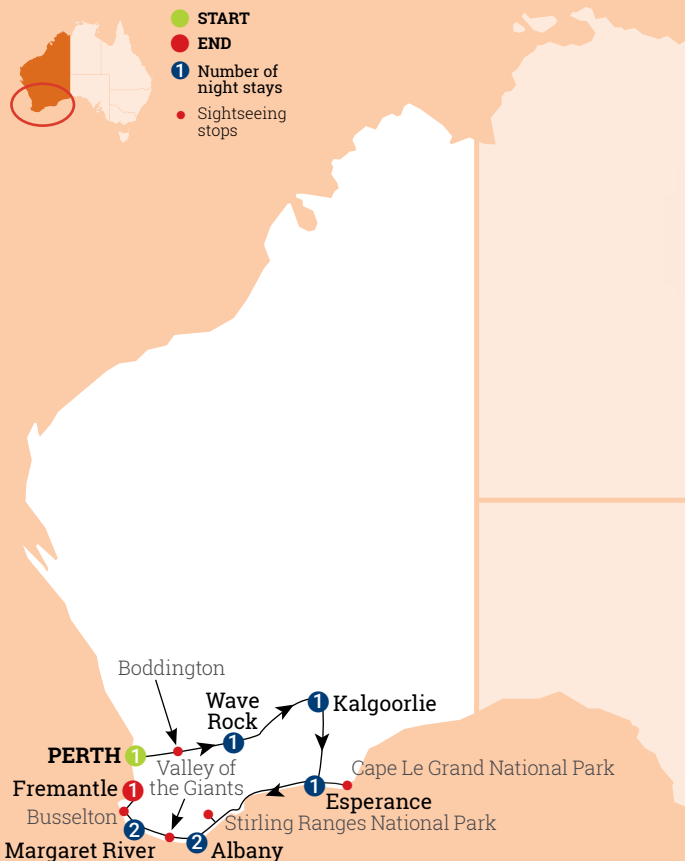 START
END
1 Number of
night stays
Sightseeing
stops
Boddington
Wave
Rock
1
1 Kalgoorlie
PERTH 1
Valley of
the Giants
Cape Le Grand National Park
Fremantle 1
1
Esperance
Busselton
Stirling Ranges National Park
2
Margaret River
2
Albany